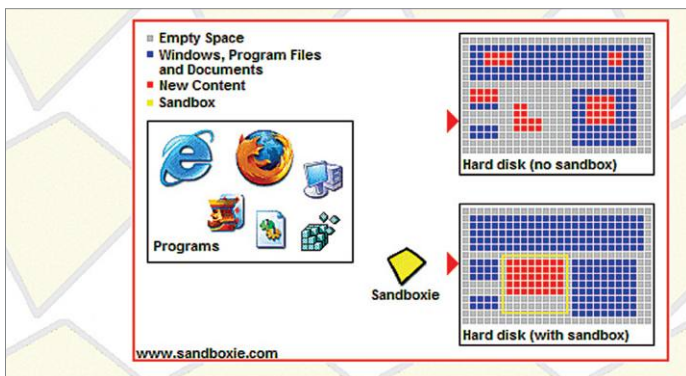 Empty Space
Windows, Program Files
and Documents
New Content
Sandbox
Programs
Hard disk (no sandbox)
Sandboxie
Hard disk (with sandbox)
www.sandboxie.com